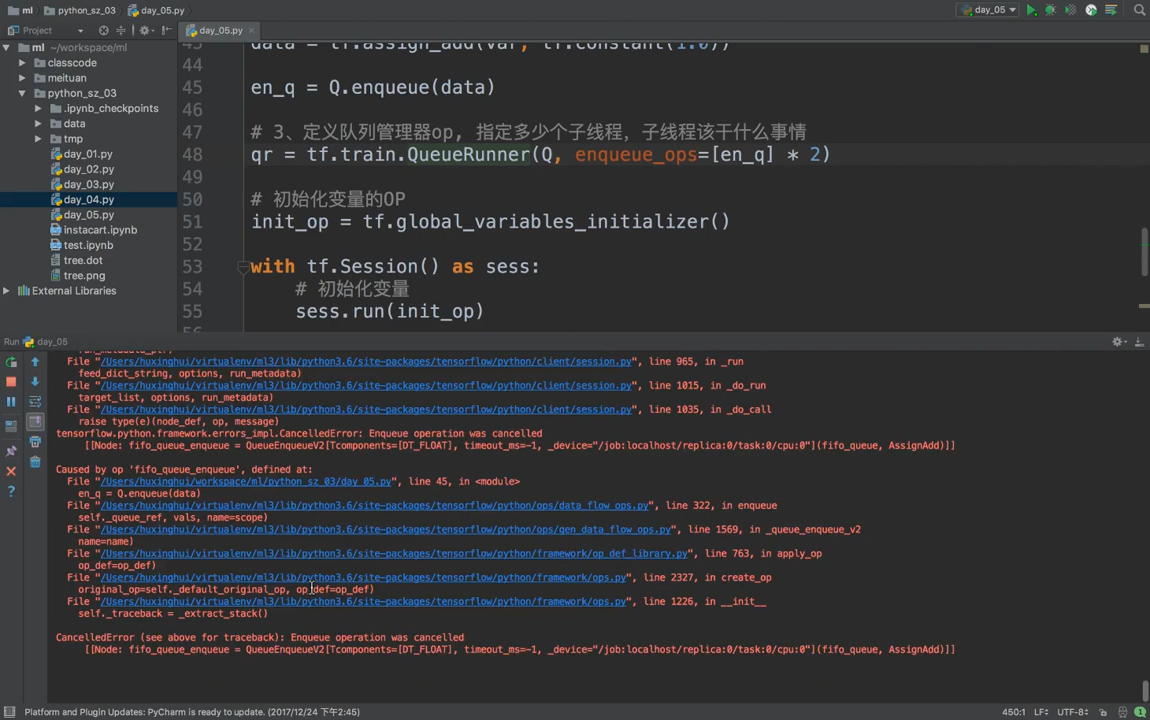 ml
python_sz_03
day_05.py
day_05
Project
day_05.py
ml ~/workspace/ml
classcode
meituan
python_sz_03
.ipynb_checkpoints
data
tmp
day_01.py
day_02.py
day_03.py
day_04.py
day_05.py
instacart.ipynb
test.ipynb
tree.dot
tree.png
External Libraries
43 data = tf.assign_add(var, tf.constant(1.0))
44
45 en_q = Q.enqueue(data)
46
47 # 3、定义队列管理器op, 指定多少个子线程，子线程该干什么事情
48 qr = tf.train.QueueRunner(Q, enqueue_ops=[en_q] * 2)
49
50 # 初始化变量的OP
51 init_op = tf.global_variables_initializer()
52
53 with tf.Session() as sess:
54 # 初始化变量
55 sess.run(init_op)
Run day_05
run_metadata_ptr)
File "/Users/huxinghui/virtualenv/ml3/lib/python3.6/site-packages/tensorflow/python/client/session.py", line 965, in _run
feed_dict_string, options, run_metadata)
File "/Users/huxinghui/virtualenv/ml3/lib/python3.6/site-packages/tensorflow/python/client/session.py", line 1015, in _do_run
target_list, options, run_metadata)
File "/Users/huxinghui/virtualenv/ml3/lib/python3.6/site-packages/tensorflow/python/client/session.py", line 1035, in _do_call
raise type(e)(node_def, op, message)
tensorflow.python.framework.errors_impl.CancelledError: Enqueue operation was cancelled
[[Node: fifo_queue_enqueue = QueueEnqueueV2[Tcomponents=[DT_FLOAT], timeout_ms=-1, _device="/job:localhost/replica:0/task:0/cpu:0"](fifo_queue, AssignAdd)]]
Caused by op 'fifo_queue_enqueue', defined at:
File "/Users/huxinghui/workspace/ml/python_sz_03/day_05.py", line 45, in <module>
en_q = Q.enqueue(data)
File "/Users/huxinghui/virtualenv/ml3/lib/python3.6/site-packages/tensorflow/python/ops/data_flow_ops.py", line 322, in enqueue
self._queue_ref, vals, name=scope)
File "/Users/huxinghui/virtualenv/ml3/lib/python3.6/site-packages/tensorflow/python/ops/gen_data_flow_ops.py", line 1569, in _queue_enqueue_v2
name=name)
File "/Users/huxinghui/virtualenv/ml3/lib/python3.6/site-packages/tensorflow/python/framework/op_def_library.py", line 763, in apply_op
op_def=op_def)
File "/Users/huxinghui/virtualenv/ml3/lib/python3.6/site-packages/tensorflow/python/framework/ops.py", line 2327, in create_op
original_op=self._default_original_op, op_def=op_def)
File "/Users/huxinghui/virtualenv/ml3/lib/python3.6/site-packages/tensorflow/python/framework/ops.py", line 1226, in __init__
self._traceback = _extract_stack()
CancelledError (see above for traceback): Enqueue operation was cancelled
[[Node: fifo_queue_enqueue = QueueEnqueueV2[Tcomponents=[DT_FLOAT], timeout_ms=-1, _device="/job:localhost/replica:0/task:0/cpu:0"](fifo_queue, AssignAdd)]]
Platform and Plugin Updates: PyCharm is ready to update. (2017/12/24 下午2:45)
450:1 LF÷ UTF-8÷
1